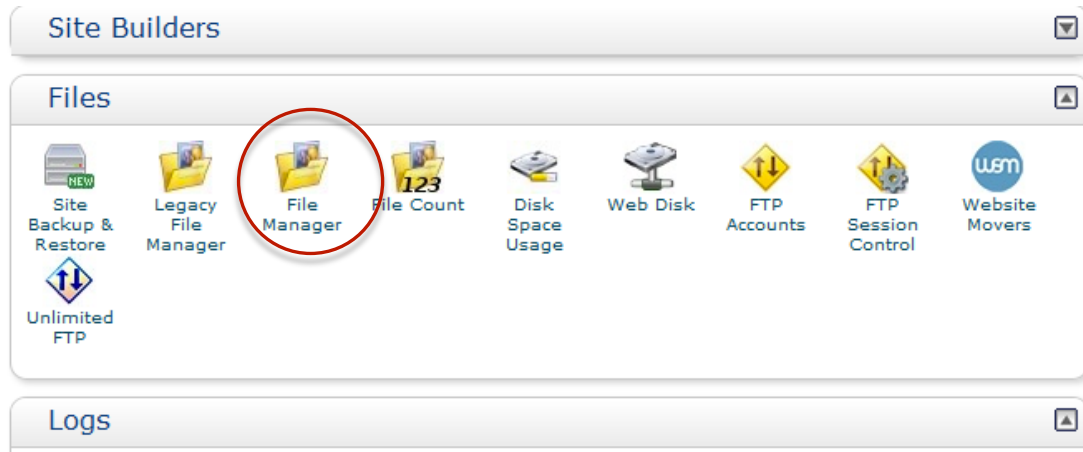 Site Builders
Files
NEW
123
wsm
Site Backup & Restore
Legacy File Manager
File Manager
File Count
Disk Space Usage
Web Disk
FTP Accounts
FTP Session Control
Website Movers
Unlimited FTP
Logs